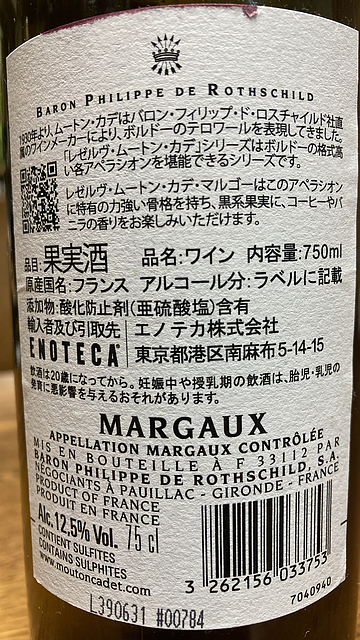 BARON PHILIPPE DE ROTHSCHILD
1930年より、ムートン・カデはバロン・フィリップ・ド・ロスチャイルド社直
属のワインメーカーにより、ボルドーのテロワールを表現してきました。
「レゼルヴ・ムートン・カデ」シリーズはボルドーの格式高
い各アペラシオンを堪能できるシリーズです。
レゼルヴ・ムートン・カデ・マルゴーはこのアペラシオン
に特有の力強い骨格を持ち、黒系果実に、コーヒーやバ
ニラの香りをお楽しみいただけます。
品目:果実酒 品名:ワイン 内容量:750ml
原産国名:フランス アルコール分:ラベルに記載
添加物:酸化防止剤(亜硫酸塩)含有
輸入者及び引取先 エノテカ株式会社
ENOTECA 東京都港区南麻布5-14-15
飲酒は20歳になってから。妊娠中や授乳期の飲酒は、胎児・乳児の
発育に悪影響を与えるおそれがあります。
MARGAUX
APPELLATION MARGAUX CONTRÔLÉE
MIS EN BOUTEILLE À F 33112 PAR
BARON PHILIPPE DE ROTHSCHILD, S.A.
NÉGOCIANTS À PAUILLAC - GIRONDE - FRANCE
PRODUCT OF FRANCE
PRODUIT EN FRANCE
Alc.12,5% Vol. 75 cl
CONTIENT SULFITES
CONTAINS SULPHITES
www.moutoncadet.com
3 262156 033753
7040940
L390631 #00784